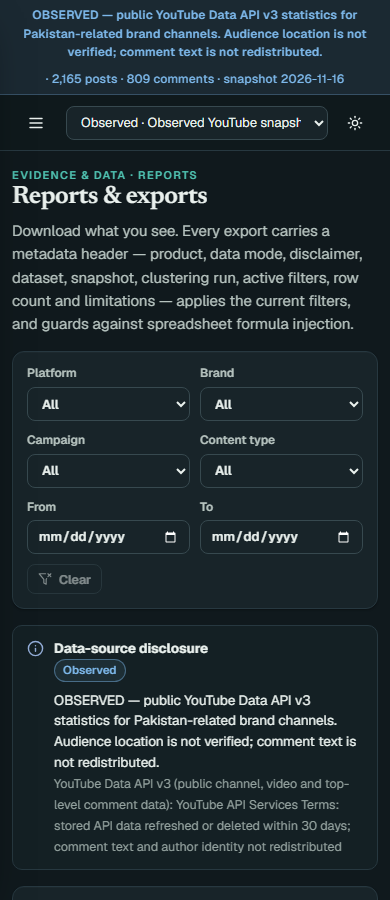 OBSERVED — public YouTube Data API v3 statistics for
Pakistan-related brand channels. Audience location is not
verified; comment text is not redistributed.
· 2,165 posts · 809 comments · snapshot 2026-11-16
Observed · Observed YouTube snapsh
EVIDENCE & DATA · REPORTS
Reports & exports
Download what you see. Every export carries a
metadata header — product, data mode, disclaimer,
dataset, snapshot, clustering run, active filters, row
count and limitations — applies the current filters,
and guards against spreadsheet formula injection.
Platform Brand
All All
Campaign Content type
All All
From To
mm/dd/yyyy mm/dd/yyyy
Clear
Data-source disclosure
Observed
OBSERVED — public YouTube Data API v3
statistics for Pakistan-related brand channels.
Audience location is not verified; comment text is
not redistributed.
YouTube Data API v3 (public channel, video and top-
level comment data): YouTube API Services Terms:
stored API data refreshed or deleted within 30 days;
comment text and author identity not redistributed